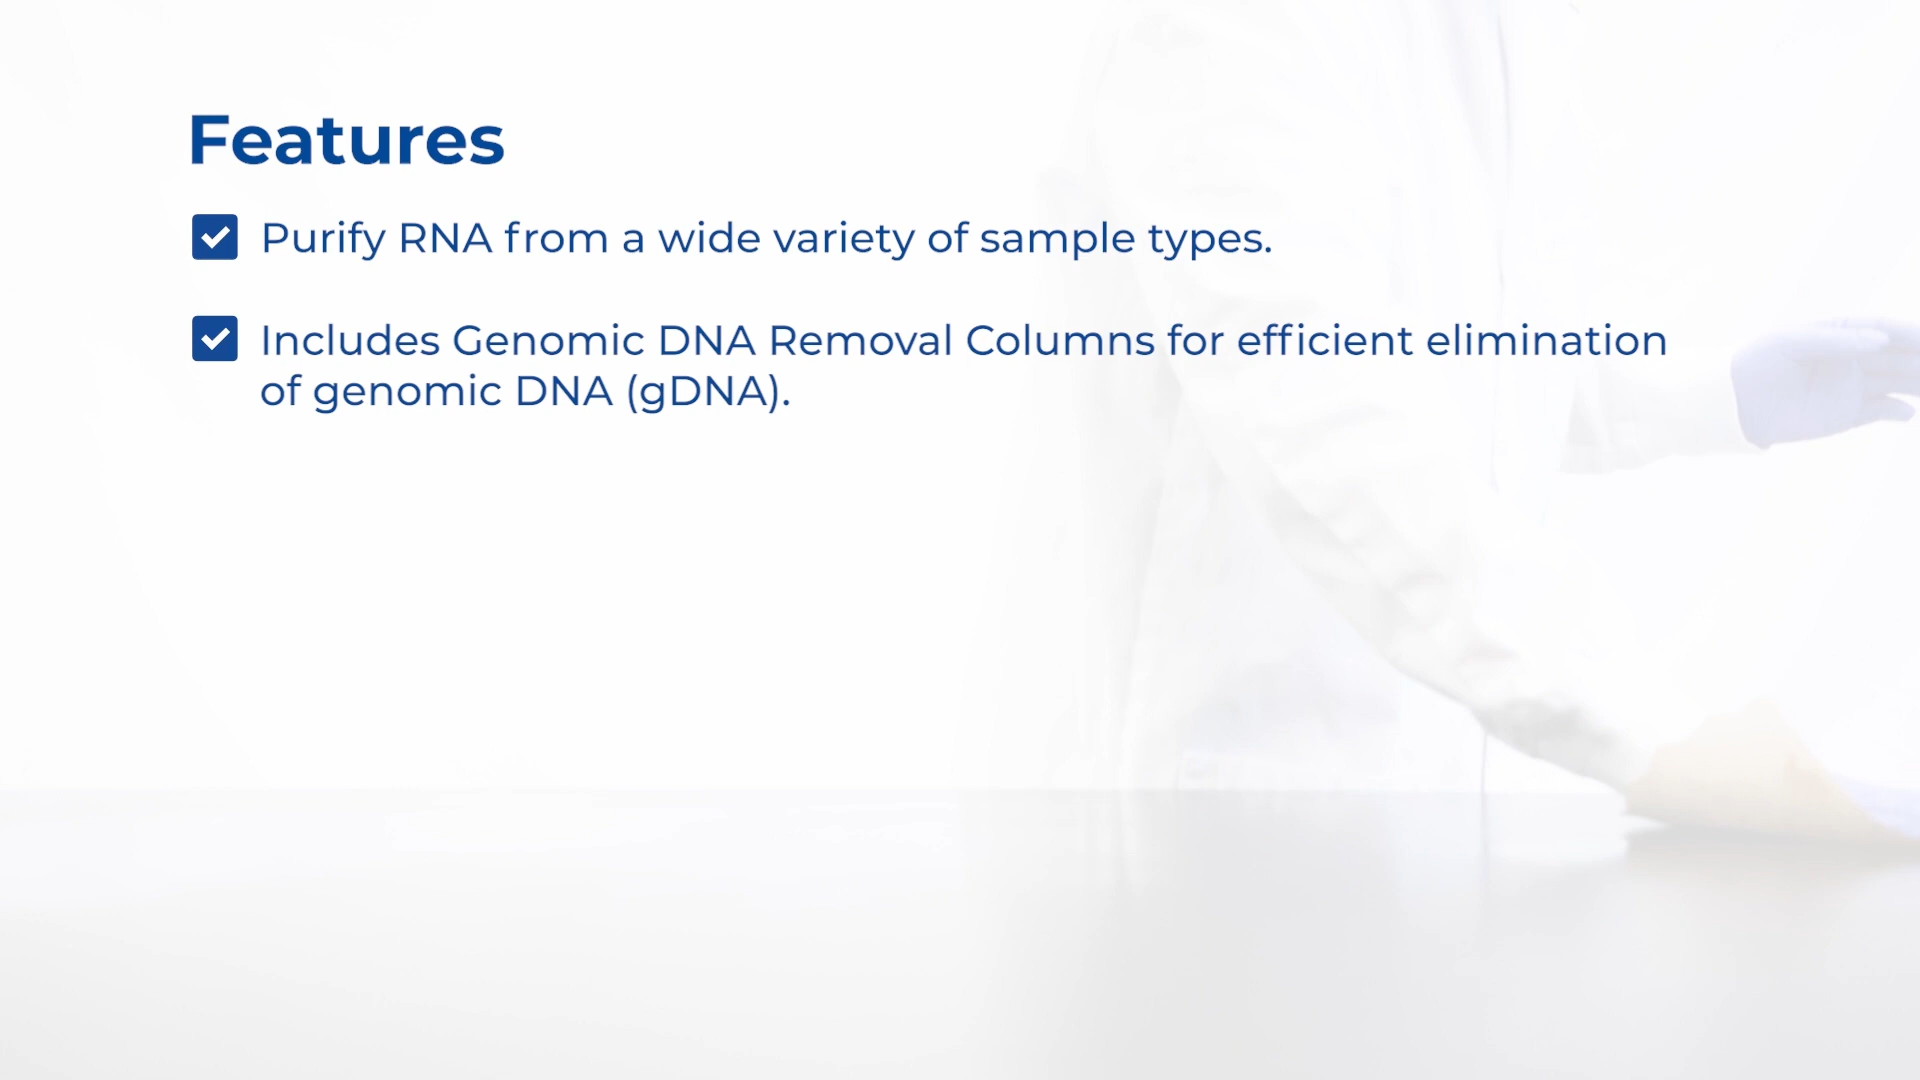 Features
Purify RNA from a wide variety of sample types.
Includes Genomic DNA Removal Columns for efficient elimination
of genomic DNA (gDNA).